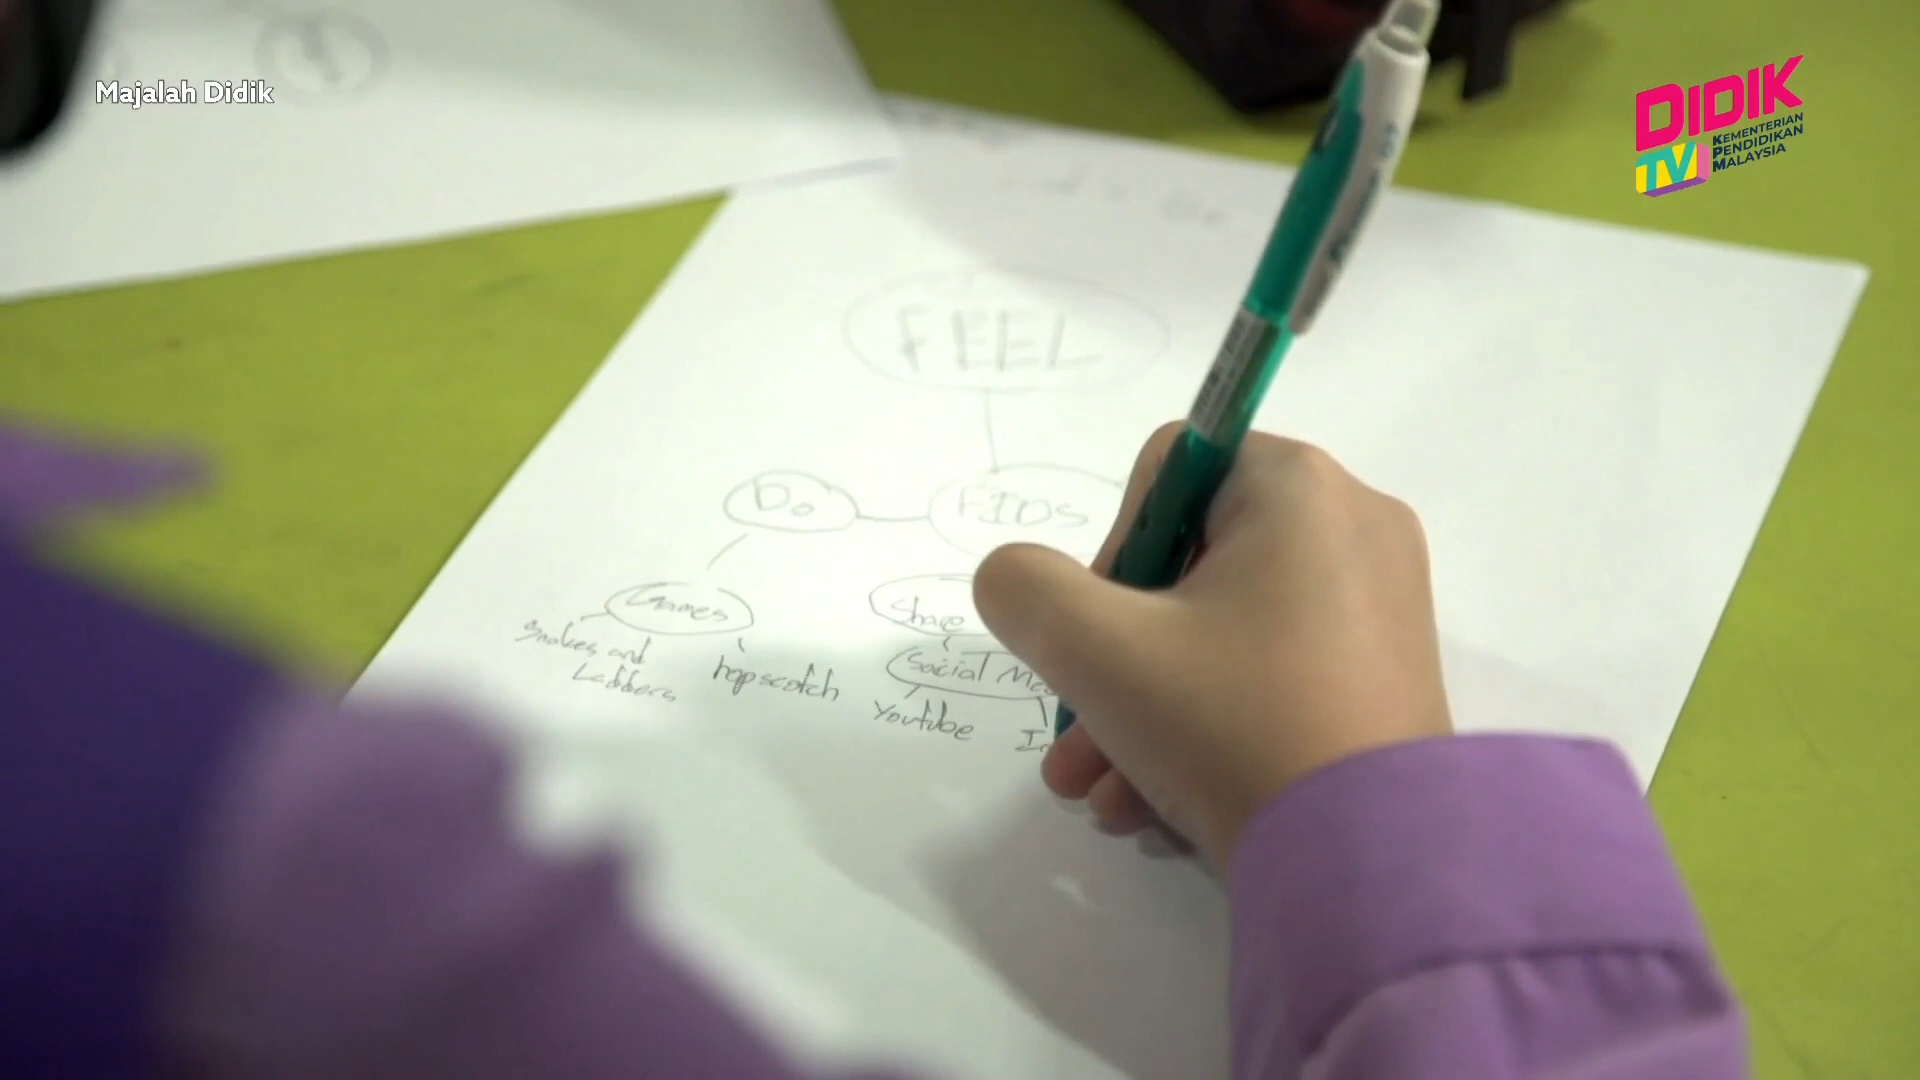 Majalah Didik
DIDIK
TV
KEMENTERIAN
PENDIDIKAN
MALAYSIA
FEEL
Do
FIDS
Games
Snakes and
Ladders
hopscotch
Share
Social Me
Youtube